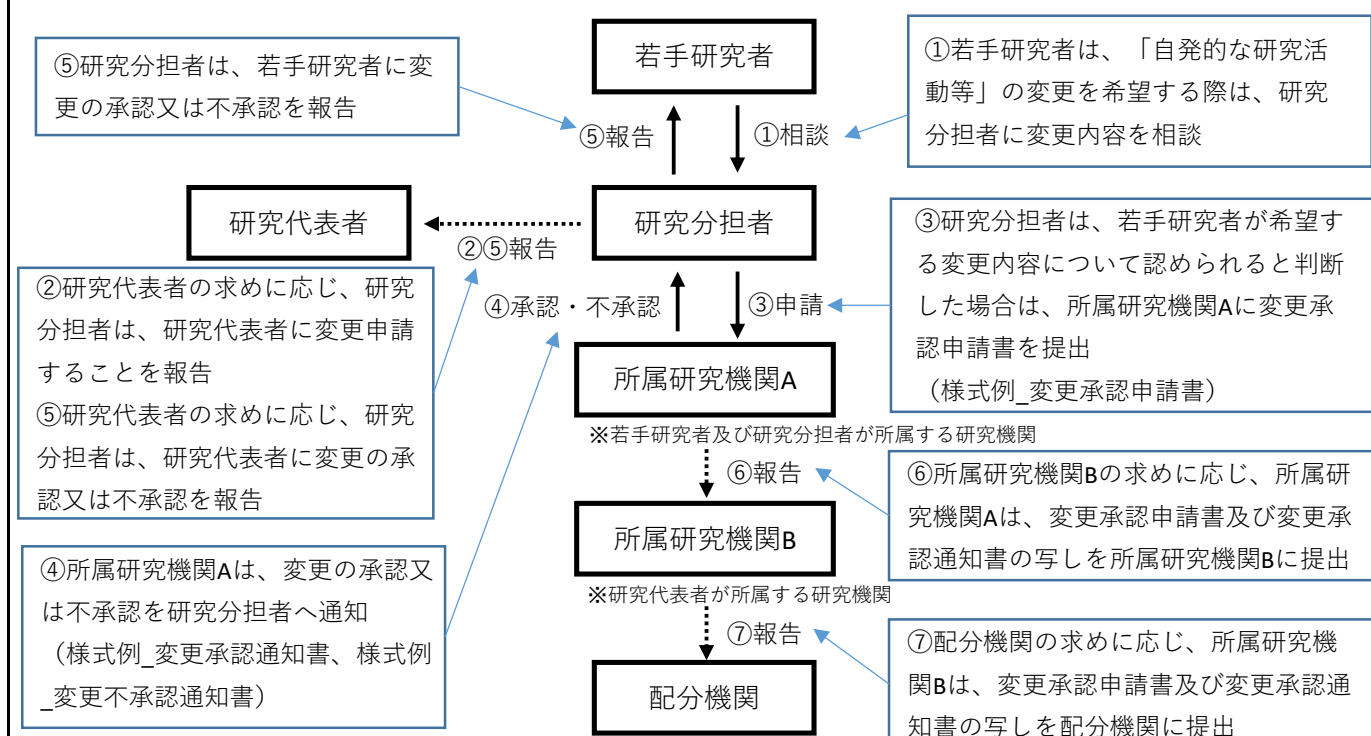 ⑤研究分担者は、若手研究者に変
更の承認又は不承認を報告
若手研究者
①若手研究者は、「自発的な研究活
動等」の変更を希望する際は、研究
分担者に変更内容を相談
⑤報告
①相談
研究代表者
研究分担者
②⑤報告
③研究分担者は、若手研究者が希望す
る変更内容について認められると判断
した場合は、所属研究機関Aに変更承
認申請書を提出
（様式例_変更承認申請書）
②研究代表者の求めに応じ、研究
分担者は、研究代表者に変更申請
することを報告
⑤研究代表者の求めに応じ、研究
分担者は、研究代表者に変更の承
認又は不承認を報告
④承認・不承認
③申請
所属研究機関A
※若手研究者及び研究分担者が所属する研究機関
⑥報告
⑥所属研究機関Bの求めに応じ、所属研
究機関Aは、変更承認申請書及び変更承
認通知書の写しを所属研究機関Bに提出
所属研究機関B
※研究代表者が所属する研究機関
④所属研究機関Aは、変更の承認又
は不承認を研究分担者へ通知
（様式例_変更承認通知書、様式例
_変更不承認通知書）
⑦報告
⑦配分機関の求めに応じ、所属研究機
関Bは、変更承認申請書及び変更承認通
知書の写しを配分機関に提出
配分機関